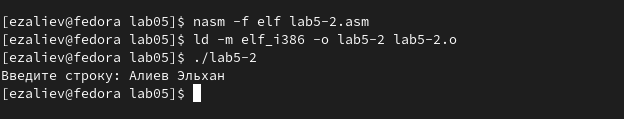 [ezaliev@fedora lab05]$ nasm -f elf lab5-2.asm
[ezaliev@fedora lab05]$ ld -m elf_i386 -o lab5-2 lab5-2.o
[ezaliev@fedora lab05]$ ./lab5-2
Введите строку: Алиев Эльхан
[ezaliev@fedora lab05]$